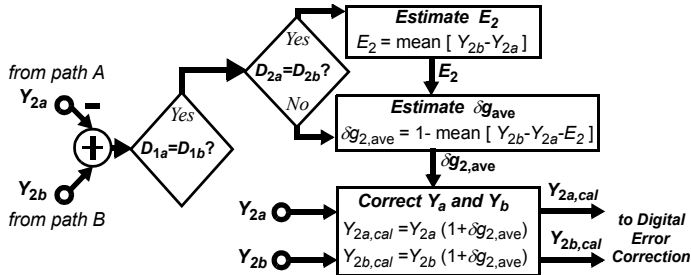 Estimate E2
E2 = mean [ Y2b-Y2a ]
Yes
D2a=D2b?
No
E2
from path A
Y2a
–
+
Yes
D1a=D1b?
Y2b
from path B
Estimate δgave
δg2,ave = 1- mean [ Y2b-Y2a-E2 ]
δg2,ave
Correct Ya and Yb
Y2a
Y2a,cal =Y2a (1+δg2,ave)
Y2b
Y2b,cal =Y2b (1+δg2,ave)
Y2a,cal
Y2b,cal
to Digital
Error
Correction